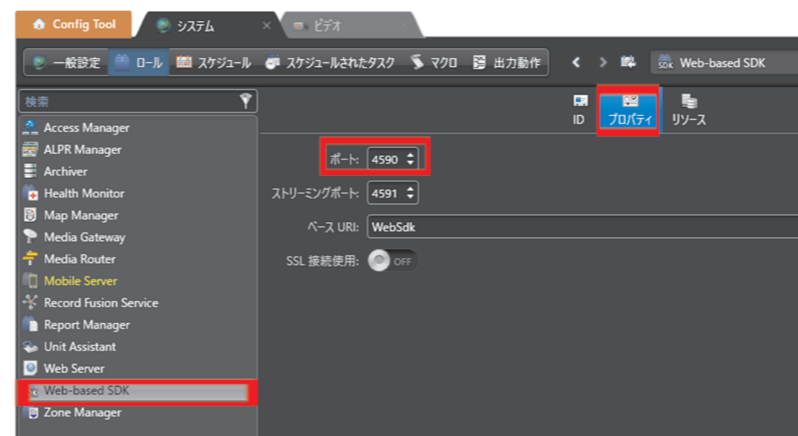 Config Tool
システム
×
ビデオ
一般設定 ロール スケジュール スケジュールされたタスク マクロ 出力動作
Web-based SDK
検索
ID プロパティ リソース
Access Manager
ALPR Manager
Archiver
Health Monitor
Map Manager
Media Gateway
Media Router
Mobile Server
Record Fusion Service
Report Manager
Unit Assistant
Web Server
Web-based SDK
Zone Manager
ポート: 4590
ストリーミングポート: 4591
ベース URI: WebSdk
SSL 接続使用: OFF